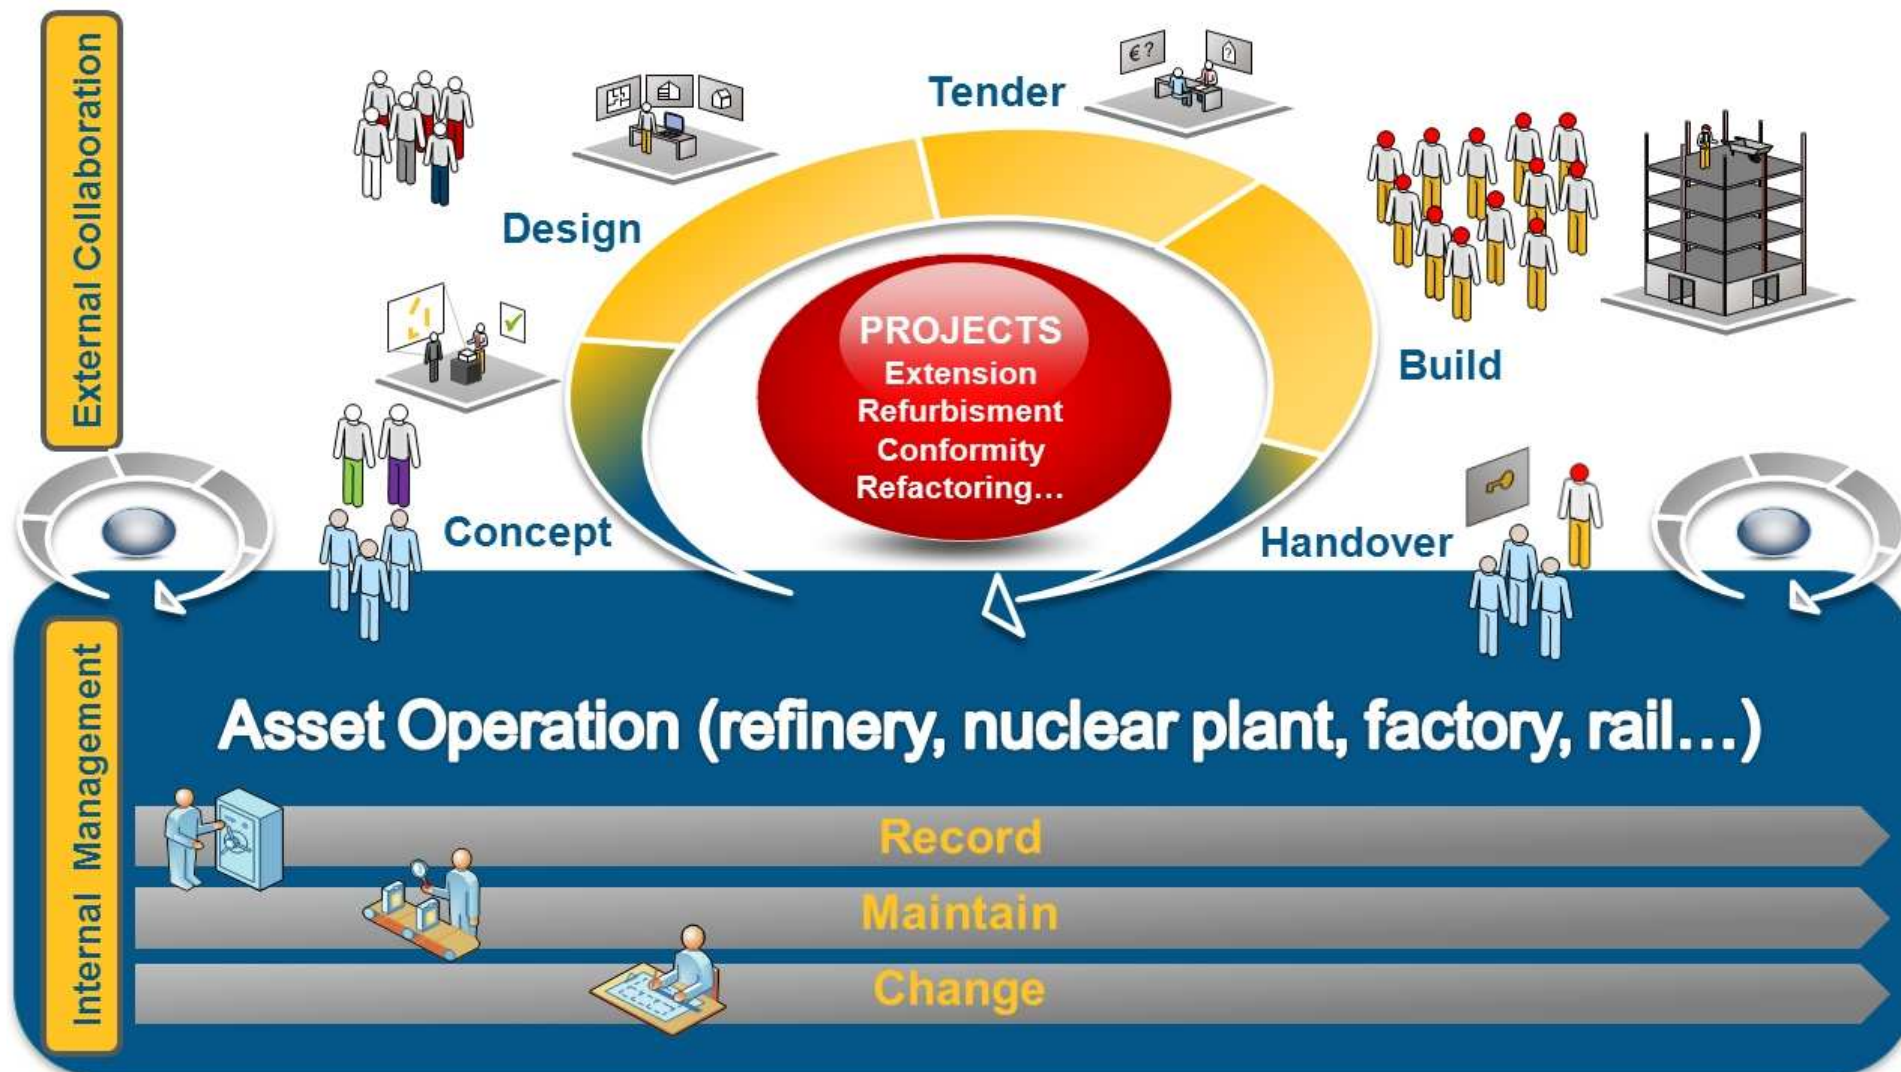 External Collaboration
Tender
€ ?
?
Design
PROJECTS
Extension
Refurbisment
Conformity
Refactoring…
Build
Concept
Handover
Internal Management
Asset Operation (refinery, nuclear plant, factory, rail…)
Record
Maintain
Change